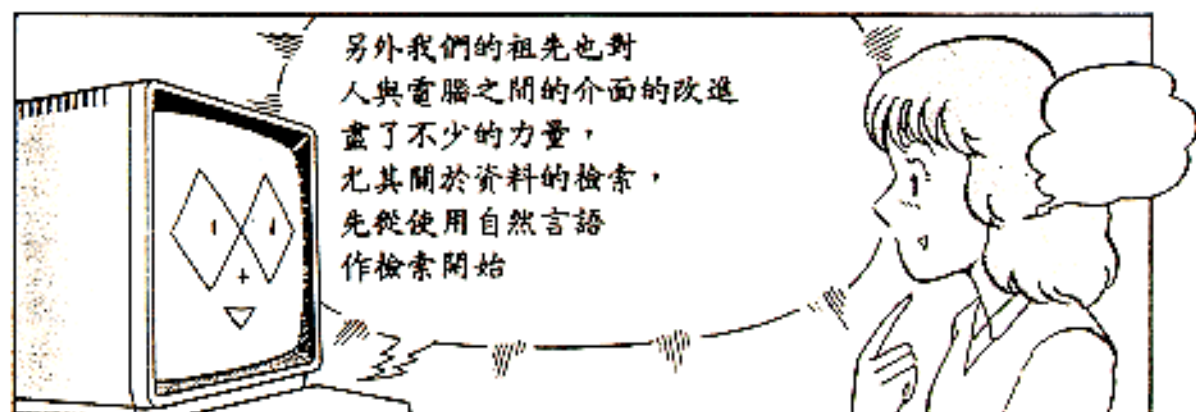 另外我們的祖先也對
人與電腦之間的介面的改進
盡了不少的力量，
尤其關於資料的檢索，
先從使用自然言語
作檢索開始